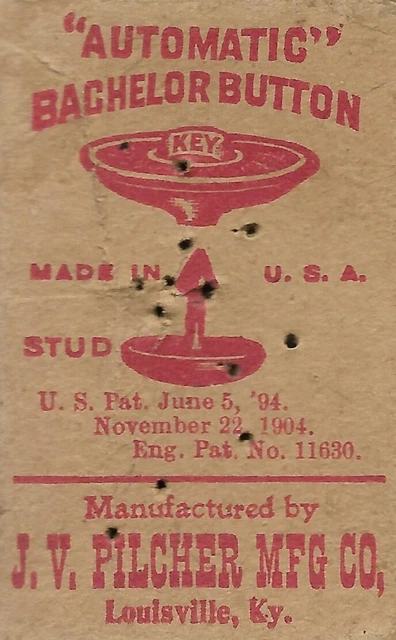 "AUTOMATIC"
BACHELOR BUTTON
KEY
MADE IN U. S. A.
STUD
U. S. Pat. June 5, '94.
November 22, 1904.
Eng. Pat. No. 11630.
Manufactured by
J. V. PILCHER MFG CO,
Louisville, Ky.